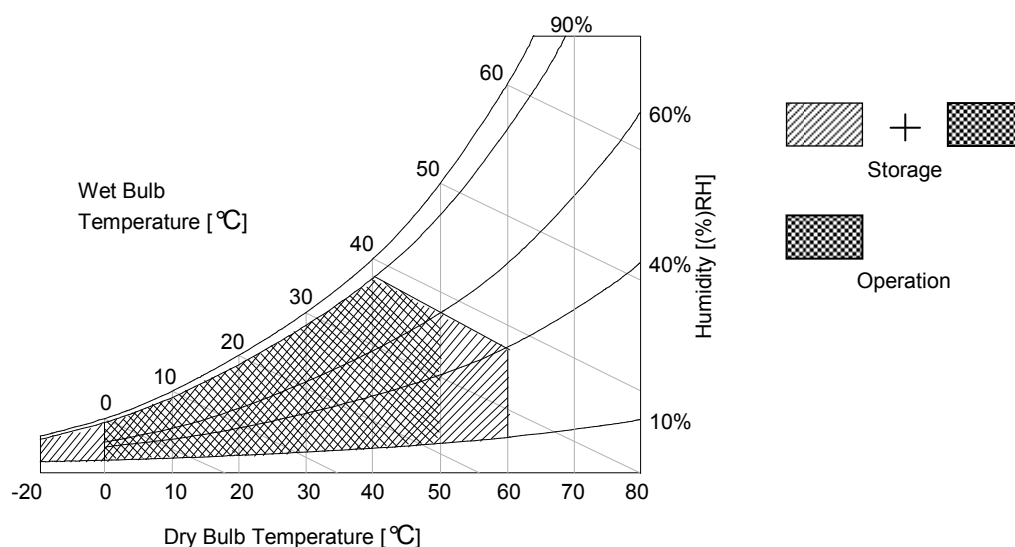 90%
60
60%
50
Wet Bulb
Temperature [℃]
Storage
40
40%
Humidity [(%)RH]
30
Operation
20
10
0
10%
-20 0 10 20 30 40 50 60 70 80
Dry Bulb Temperature [℃]